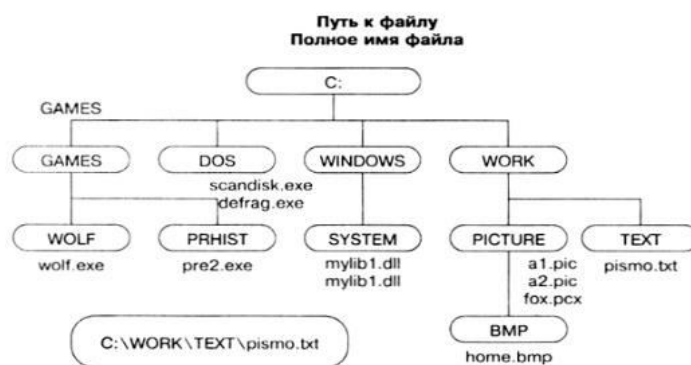 Путь к файлу
Полное имя файла
C:
GAMES
GAMES DOS WINDOWS WORK
scandisk.exe
defrag.exe
WOLF PRHIST SYSTEM PICTURE TEXT
wolf.exe pre2.exe mylib1.dll a1.pic pismo.txt
mylib1.dll a2.pic
fox.pcx
C:\WORK\TEXT\pismo.txt
BMP
home.bmp